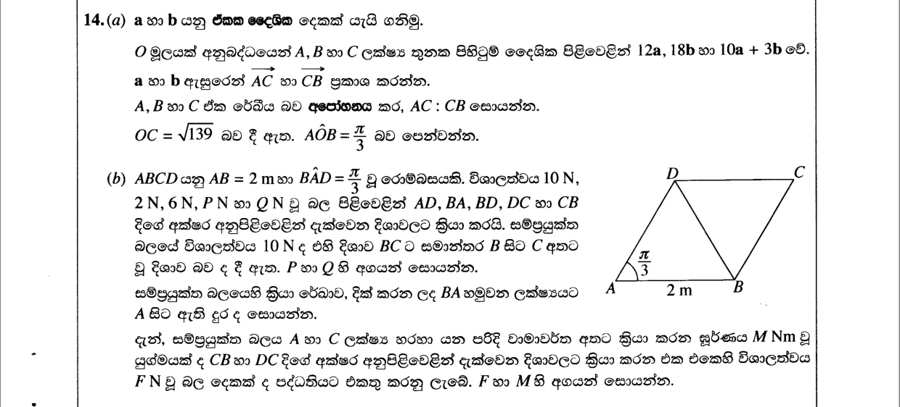 14. (a) a හා b යනු ඒකක දෛශික දෙකක් යැයි ගනිමු.
O මූලයක් අනුබද්ධයෙන් A, B හා C ලක්ෂ්‍ය තුනක පිහිටුම් දෛශික පිළිවෙළින් 12a, 18b හා 10a + 3b වේ.
a හා b ඇසුරෙන් \overrightarrow{AC} හා \overrightarrow{CB} ප්‍රකාශ කරන්න.
A, B හා C ඒක රේඛීය බව අපෝහනය කර, AC : CB සොයන්න.
OC = √139 බව දී ඇත. AÔB = π/3 බව පෙන්වන්න.
(b) ABCD යනු AB = 2 m හා BÂD = π/3 වූ රොම්බසයකි. විශාලත්වය 10 N,
2 N, 6 N, P N හා Q N වූ බල පිළිවෙළින් AD, BA, BD, DC හා CB
දිගේ අක්ෂර අනුපිළිවෙළින් දැක්වෙන දිශාවලට ක්‍රියා කරයි. සම්ප්‍රයුක්ත
බලයේ විශාලත්වය 10 N ද එහි දිශාව BC ට සමාන්තර B සිට C අතට
වූ දිශාව බව ද දී ඇත. P හා Q හි අගයන් සොයන්න.
සම්ප්‍රයුක්ත බලයෙහි ක්‍රියා රේඛාව, දික් කරන ලද BA හමුවන ලක්ෂ්‍යයට
A සිට ඇති දුර ද සොයන්න.
දැන්, සම්ප්‍රයුක්ත බලය A හා C ලක්ෂ්‍ය හරහා යන පරිදි වාමාවර්ත අතට ක්‍රියා කරන සූර්ණය M Nm වූ
යුග්මයක් ද CB හා DC දිගේ අක්ෂර අනුපිළිවෙළින් දැක්වෙන දිශාවලට ක්‍රියා කරන එක එකෙහි විශාලත්වය
F N වූ බල දෙකක් ද පද්ධතියට එකතු කරනු ලැබේ. F හා M හි අගයන් සොයන්න.
D
C
π/3
A
2 m
B